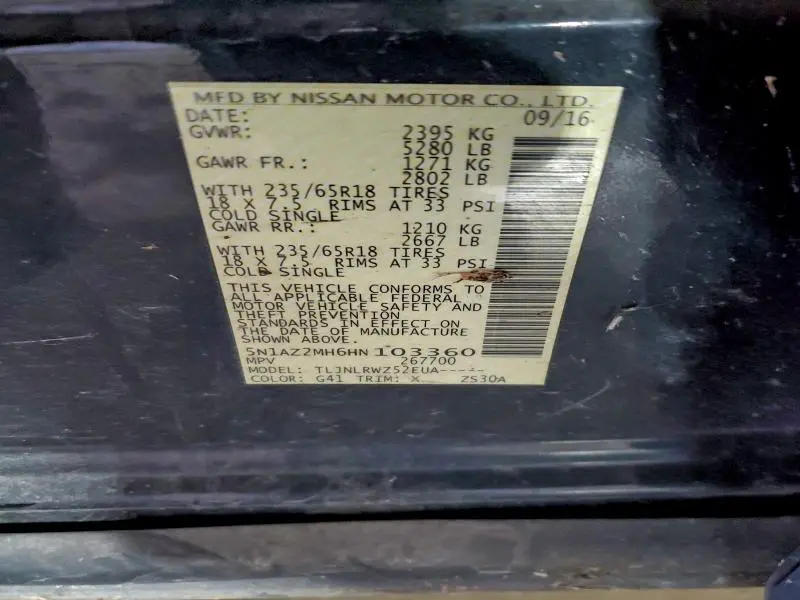 MFD BY NISSAN MOTOR CO., LTD.
DATE: 09/16
GVWR: 2395 KG
5280 LB
GAWR FR.: 1271 KG
2802 LB
WITH 235/65R18 TIRES
18 X 7.5 RIMS AT 33 PSI
COLD SINGLE
GAWR RR.: 1210 KG
2667 LB
WITH 235/65R18 TIRES
18 X 7.5 RIMS AT 33 PSI
COLD SINGLE
THIS VEHICLE CONFORMS TO
ALL APPLICABLE FEDERAL
MOTOR VEHICLE SAFETY AND
THEFT PREVENTION
STANDARDS IN EFFECT ON
THE DATE OF MANUFACTURE
SHOWN ABOVE.
5N1AZ2MH6HN103360
MPV 267700
MODEL: TLJNLRWZ52EUA-----
COLOR: G41 TRIM: X ZS30A